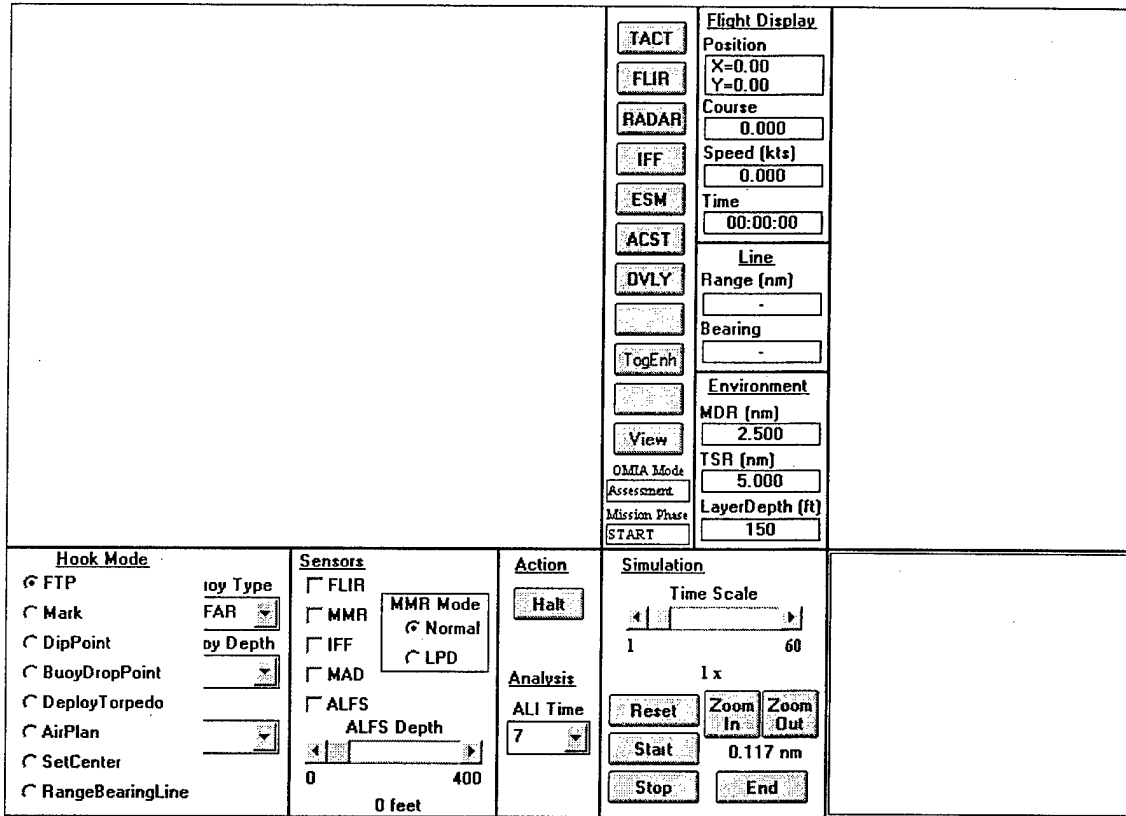 TACT
FLIR
RADAR
IFF
ESM
ACST
OVLY
TogEnh
View
OMIA Mode
Assessment
Mission Phase
START
Flight Display
Position
X=0.00
Y=0.00
Course
0.000
Speed (kts)
0.000
Time
00:00:00
Line
Range (nm)
-
Bearing
-
Environment
MDR (nm)
2.500
TSR (nm)
5.000
LayerDepth (ft)
150
Hook Mode
FTP
Mark
DipPoint
BuoyDropPoint
DeployTorpedo
AirPlan
SetCenter
RangeBearingLine
uoy Type
FAR
oy Depth
Sensors
FLIR
MMR
IFF
MAD
ALFS
MMR Mode
Normal
LPD
ALFS Depth
0 400
0 feet
Action
Halt
Analysis
ALI Time
7
Simulation
Time Scale
1 60
1 x
Reset
Zoom In
Zoom Out
Start
0.117 nm
Stop
End